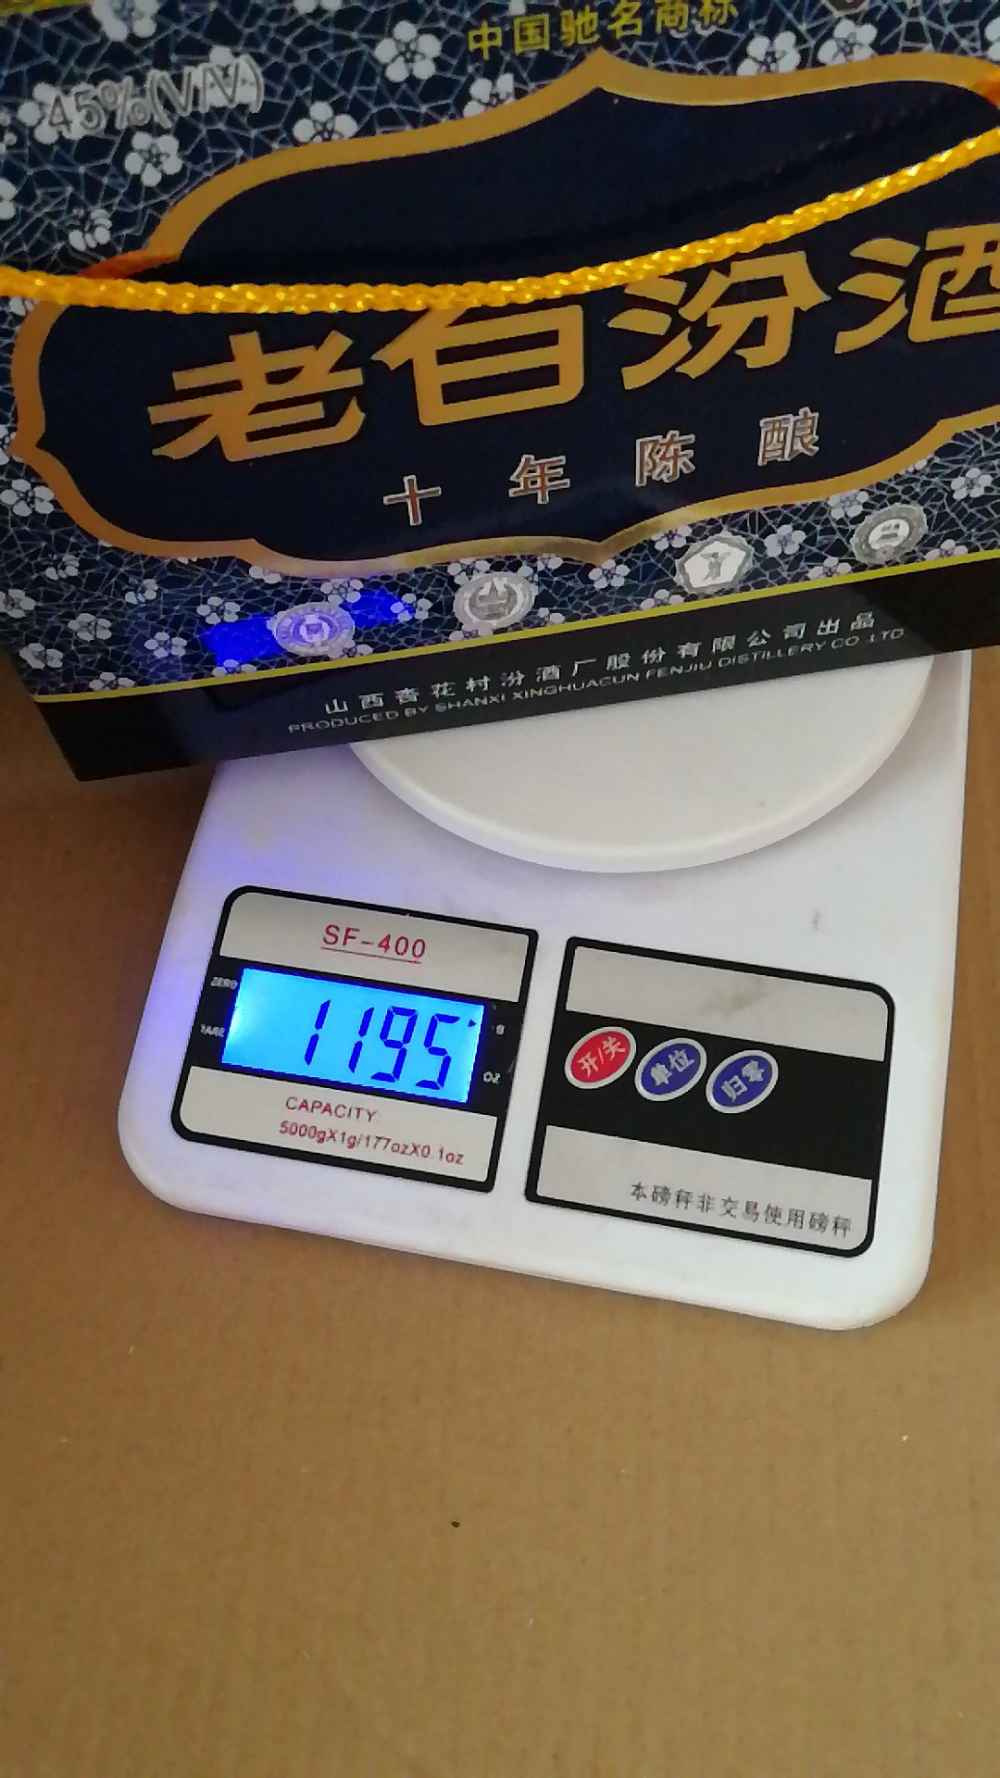 中国驰名商标
45%(V/V)
老白汾酒
十年陈酿
山西杏花村汾酒厂股份有限公司出品
PRODUCED BY SHANXI XINGHUACUN FENJIU DISTILLERY CO.,LTD
SF-400
ZERO
TARE
1195
g
OZ
CAPACITY:
5000gX1g/177ozX0.1oz
开/关
单位
归零
本磅秤非交易使用磅秤